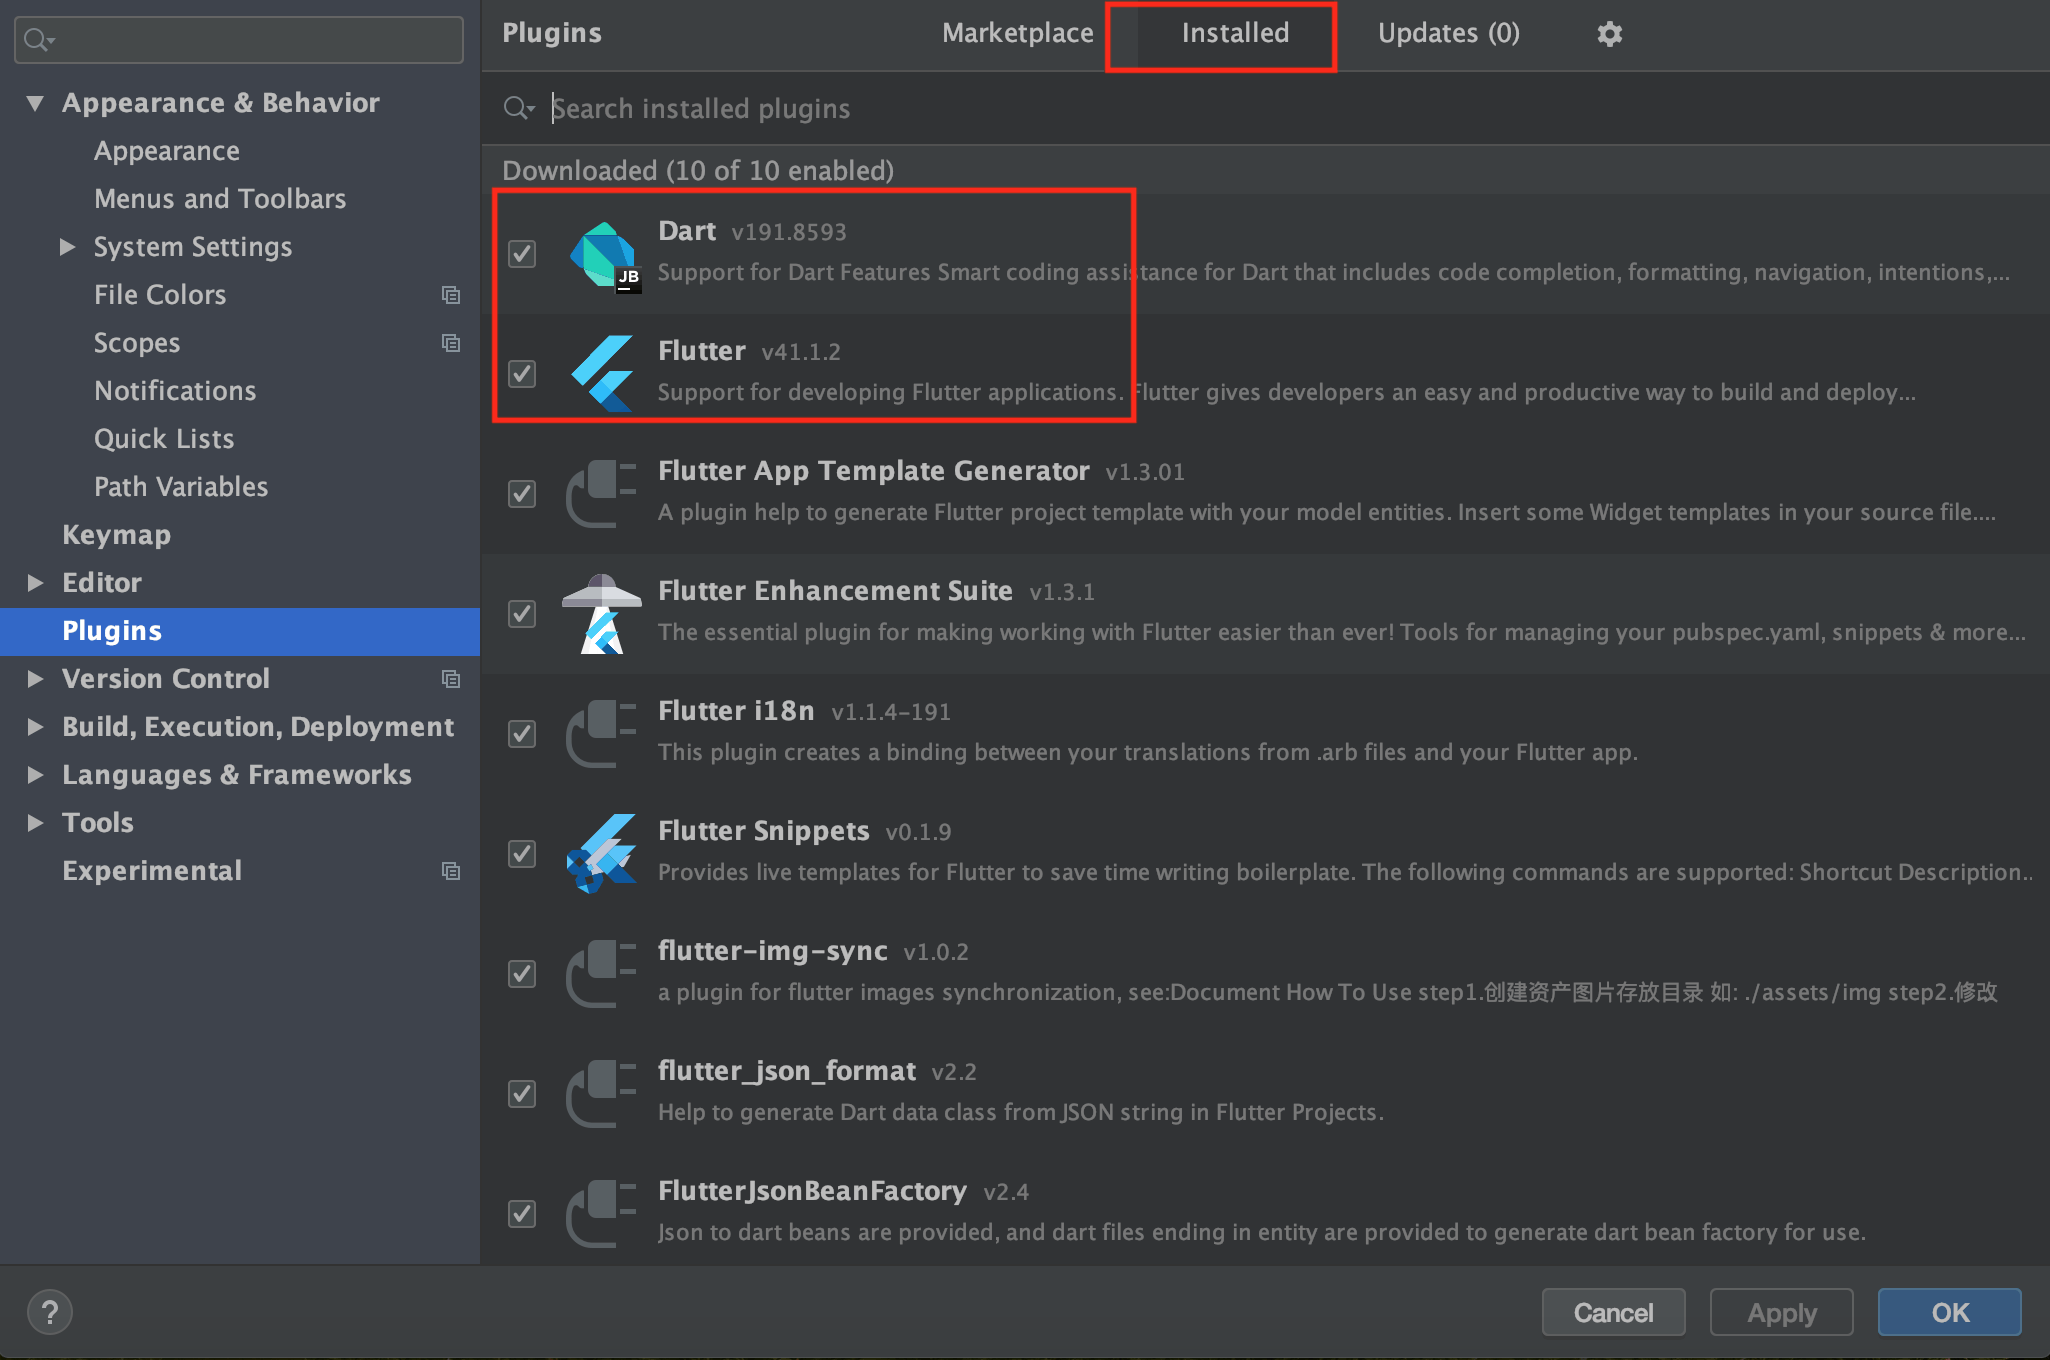 Appearance & Behavior
Appearance
Menus and Toolbars
System Settings
File Colors
Scopes
Notifications
Quick Lists
Path Variables
Keymap
Editor
Plugins
Version Control
Build, Execution, Deployment
Languages & Frameworks
Tools
Experimental
Plugins
Marketplace
Installed
Updates (0)
Search installed plugins
Downloaded (10 of 10 enabled)
Dart v191.8593
JB
Support for Dart Features Smart coding assistance for Dart that includes code completion, formatting, navigation, intentions,...
Flutter v41.1.2
Support for developing Flutter applications. Flutter gives developers an easy and productive way to build and deploy...
Flutter App Template Generator v1.3.01
A plugin help to generate Flutter project template with your model entities. Insert some Widget templates in your source file....
Flutter Enhancement Suite v1.3.1
The essential plugin for making working with Flutter easier than ever! Tools for managing your pubspec.yaml, snippets & more...
Flutter i18n v1.1.4-191
This plugin creates a binding between your translations from .arb files and your Flutter app.
Flutter Snippets v0.1.9
Provides live templates for Flutter to save time writing boilerplate. The following commands are supported: Shortcut Description..
flutter-img-sync v1.0.2
a plugin for flutter images synchronization, see:Document How To Use step1.创建资产图片存放目录 如: ./assets/img step2.修改
flutter_json_format v2.2
Help to generate Dart data class from JSON string in Flutter Projects.
FlutterJsonBeanFactory v2.4
Json to dart beans are provided, and dart files ending in entity are provided to generate dart bean factory for use.
?
Cancel
Apply
OK